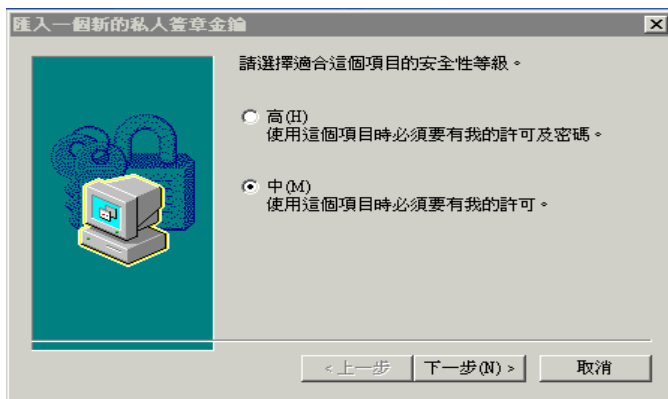 匯入一個新的私人簽章金鑰
請選擇適合這個項目的安全性等級。
高(H)
使用這個項目時必須要有我的許可及密碼。
中(M)
使用這個項目時必須要有我的許可。
<上一步 下一步(N) > 取消